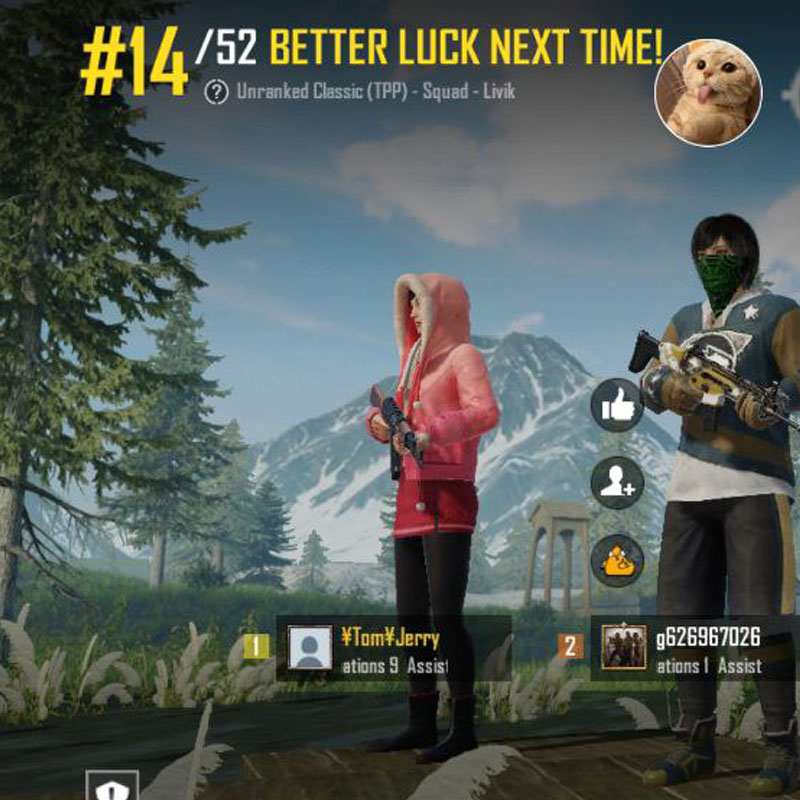 #14 /52 BETTER LUCK NEXT TIME!
Unranked Classic (TPP) - Squad - Livik
1 ¥Tom¥Jerry
ations 9 Assist
2 g626967026
ations 1 Assist